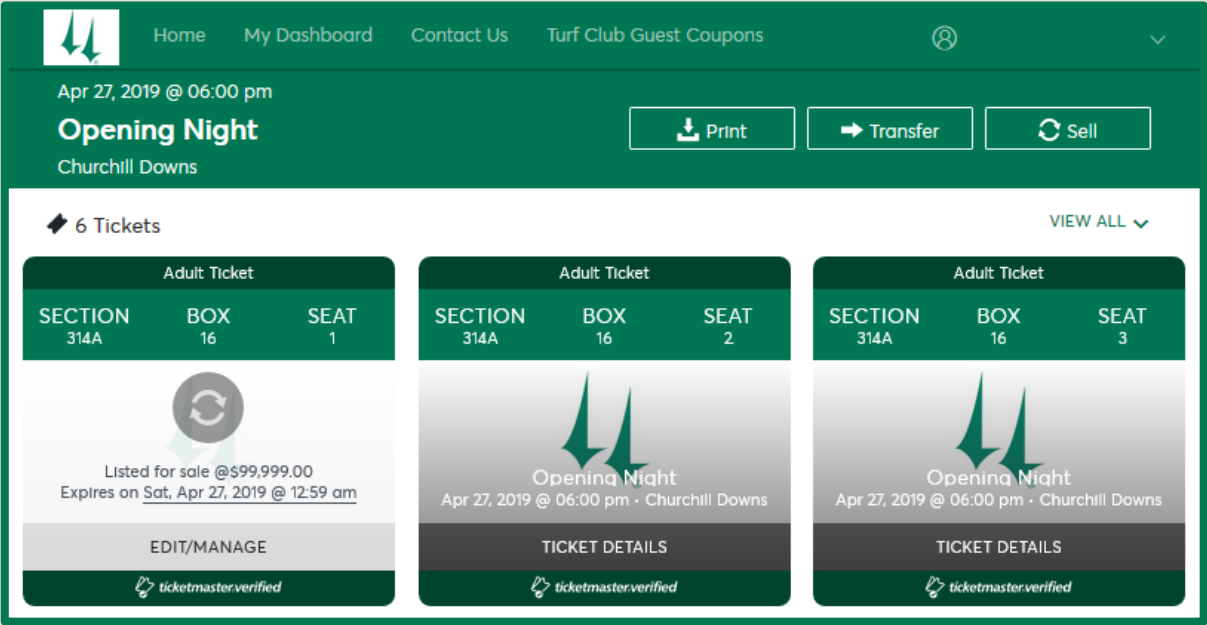 Home My Dashboard Contact Us Turf Club Guest Coupons
Apr 27, 2019 @ 06:00 pm
Opening Night
Churchill Downs
Print Transfer Sell
6 Tickets
VIEW ALL
Adult Ticket Adult Ticket Adult Ticket
SECTION BOX SEAT SECTION BOX SEAT SECTION BOX SEAT
314A 16 1 314A 16 2 314A 16 3
Listed for sale @$99,999.00
Expires on Sat, Apr 27, 2019 @ 12:59 am
Opening Night Opening Night
Apr 27, 2019 @ 06:00 pm · Churchill Downs Apr 27, 2019 @ 06:00 pm · Churchill Downs
EDIT/MANAGE TICKET DETAILS TICKET DETAILS
ticketmaster.verified ticketmaster.verified ticketmaster.verified